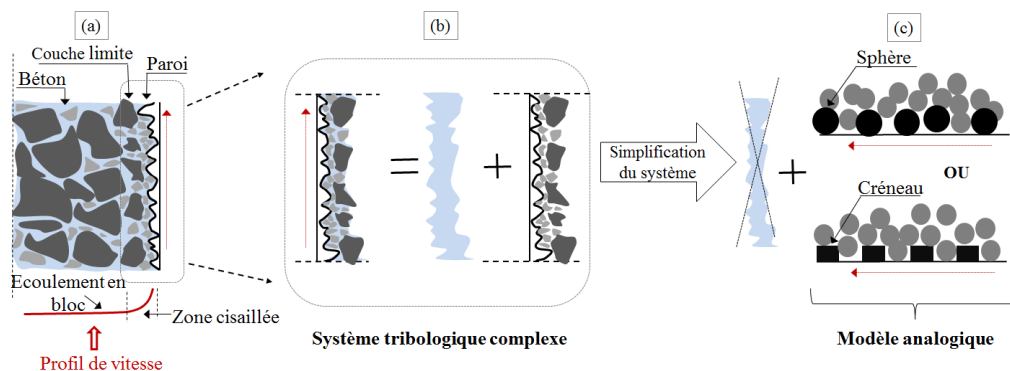 (a)
(b)
(c)
Couche limite
Paroi
Béton
Sphère
Simplification
du système
OU
Créneau
Ecoulement en
bloc
Zone cisaillée
Système tribologique complexe
Modèle analogique
Profil de vitesse